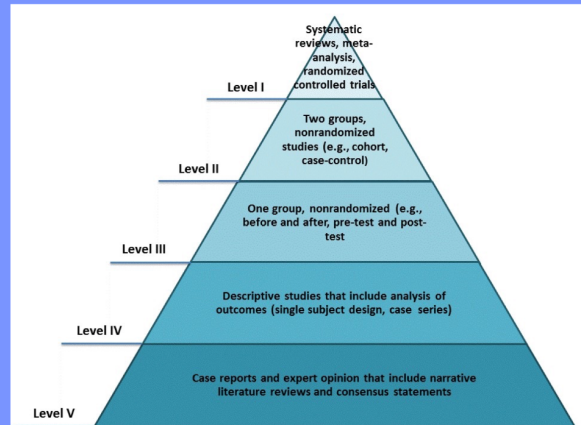 Systematic
reviews, meta-
analysis,
randomized
controlled trials
Level I
Two groups,
nonrandomized
studies (e.g., cohort,
case-control)
Level II
One group, nonrandomized (e.g.,
before and after, pre-test and post-
test
Level III
Descriptive studies that include analysis of
outcomes (single subject design, case series)
Level IV
Case reports and expert opinion that include narrative
literature reviews and consensus statements
Level V